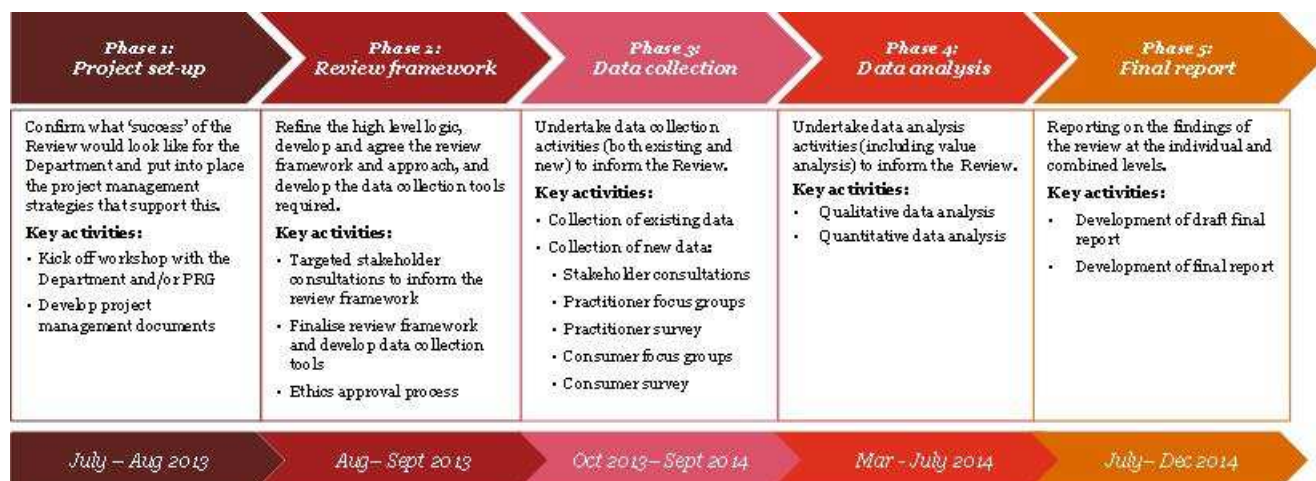 Phase 1:
Project set-up
Phase 2:
Review framework
Phase 3:
Data collection
Phase 4:
Data analysis
Phase 5:
Final report
Confirm what ‘success’ of the
Review would look like for the
Department and put into place
the project management
strategies that support this.
Key activities:
• Kick off workshop with the
Department and/or PRG
• Develop project
management documents
Refine the high level logic,
develop and agree the review
framework and approach, and
develop the data collection tools
required.
Key activities:
• Targeted stakeholder
consultations to inform the
review framework
• Finalise review framework
and develop data collection
tools
• Ethics approval process
Undertake data collection
activities (both existing and
new) to inform the Review.
Key activities:
• Collection of existing data
• Collection of new data:
• Stakeholder consultations
• Practitioner focus groups
• Practitioner survey
• Consumer focus groups
• Consumer survey
Undertake data analysis
activities (including value
analysis) to inform the Review.
Key activities:
• Qualitative data analysis
• Quantitative data analysis
Reporting on the findings of
the review at the individual and
combined levels.
Key activities:
• Development of draft final
report
• Development of final report
July – Aug 2013
Aug– Sept 2013
Oct 2013– Sept 2014
Mar - July 2014
July– Dec 2014